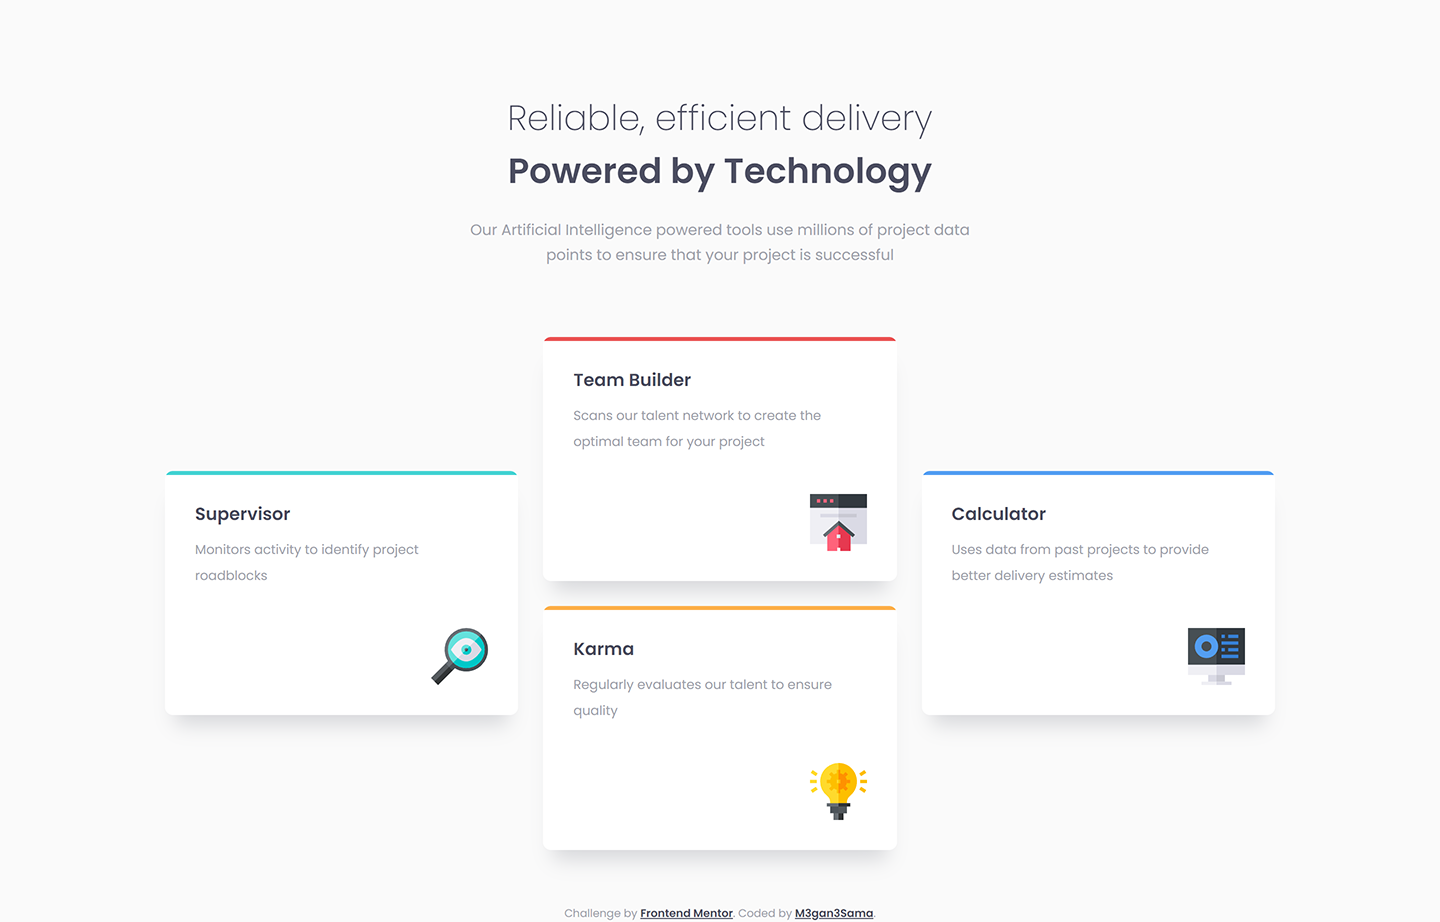 Reliable, efficient delivery
Powered by Technology
Our Artificial Intelligence powered tools use millions of project data
points to ensure that your project is successful
Supervisor
Monitors activity to identify project
roadblocks
Team Builder
Scans our talent network to create the
optimal team for your project
Karma
Regularly evaluates our talent to ensure
quality
Calculator
Uses data from past projects to provide
better delivery estimates
Challenge by Frontend Mentor. Coded by M3gan3Sama.